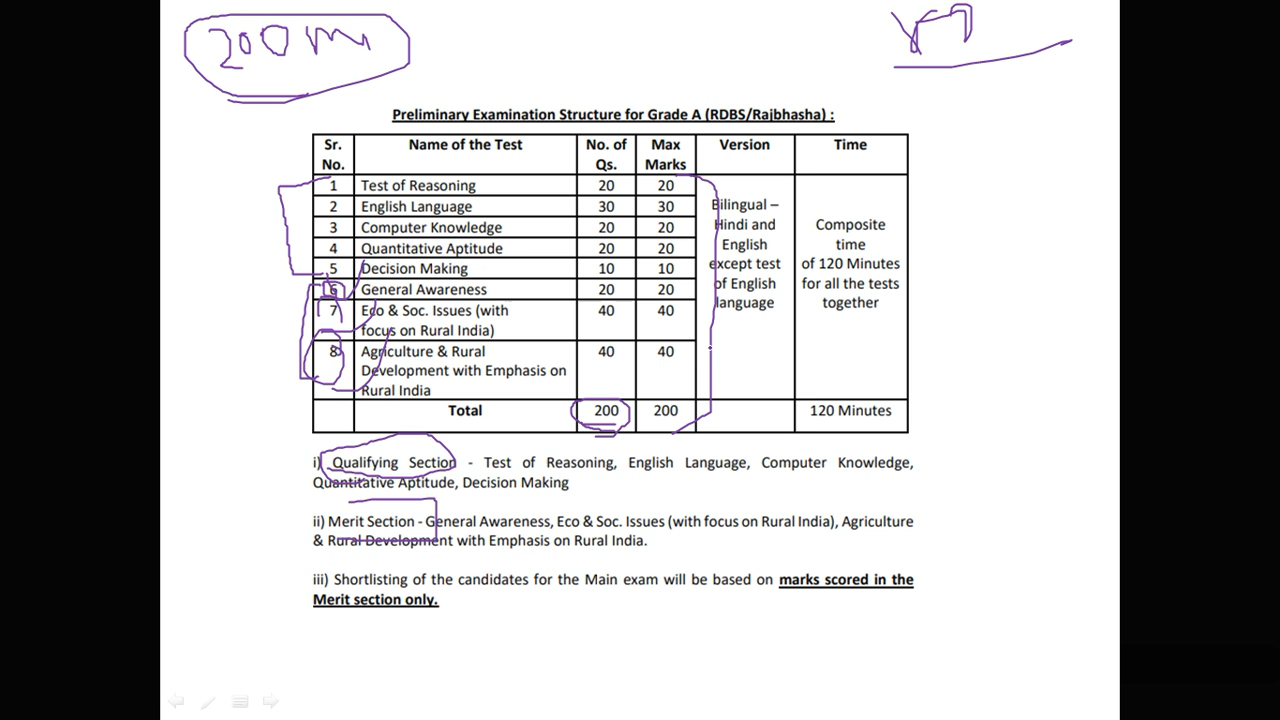 200 m
Preliminary Examination Structure for Grade A (RDBS/Rajbhasha) :
Sr. No. Name of the Test No. of Qs. Max Marks Version Time
1 Test of Reasoning 20 20
2 English Language 30 30
3 Computer Knowledge 20 20
4 Quantitative Aptitude 20 20
5 Decision Making 10 10
6 General Awareness 20 20
7 Eco & Soc. Issues (with focus on Rural India) 40 40
8 Agriculture & Rural Development with Emphasis on Rural India 40 40
Bilingual –
Hindi and
English
except test
of English
language
Composite
time
of 120 Minutes
for all the tests
together
Total 200 200 120 Minutes
i) Qualifying Section - Test of Reasoning, English Language, Computer Knowledge,
Quantitative Aptitude, Decision Making
ii) Merit Section - General Awareness, Eco & Soc. Issues (with focus on Rural India), Agriculture
& Rural Development with Emphasis on Rural India.
iii) Shortlisting of the candidates for the Main exam will be based on marks scored in the
Merit section only.